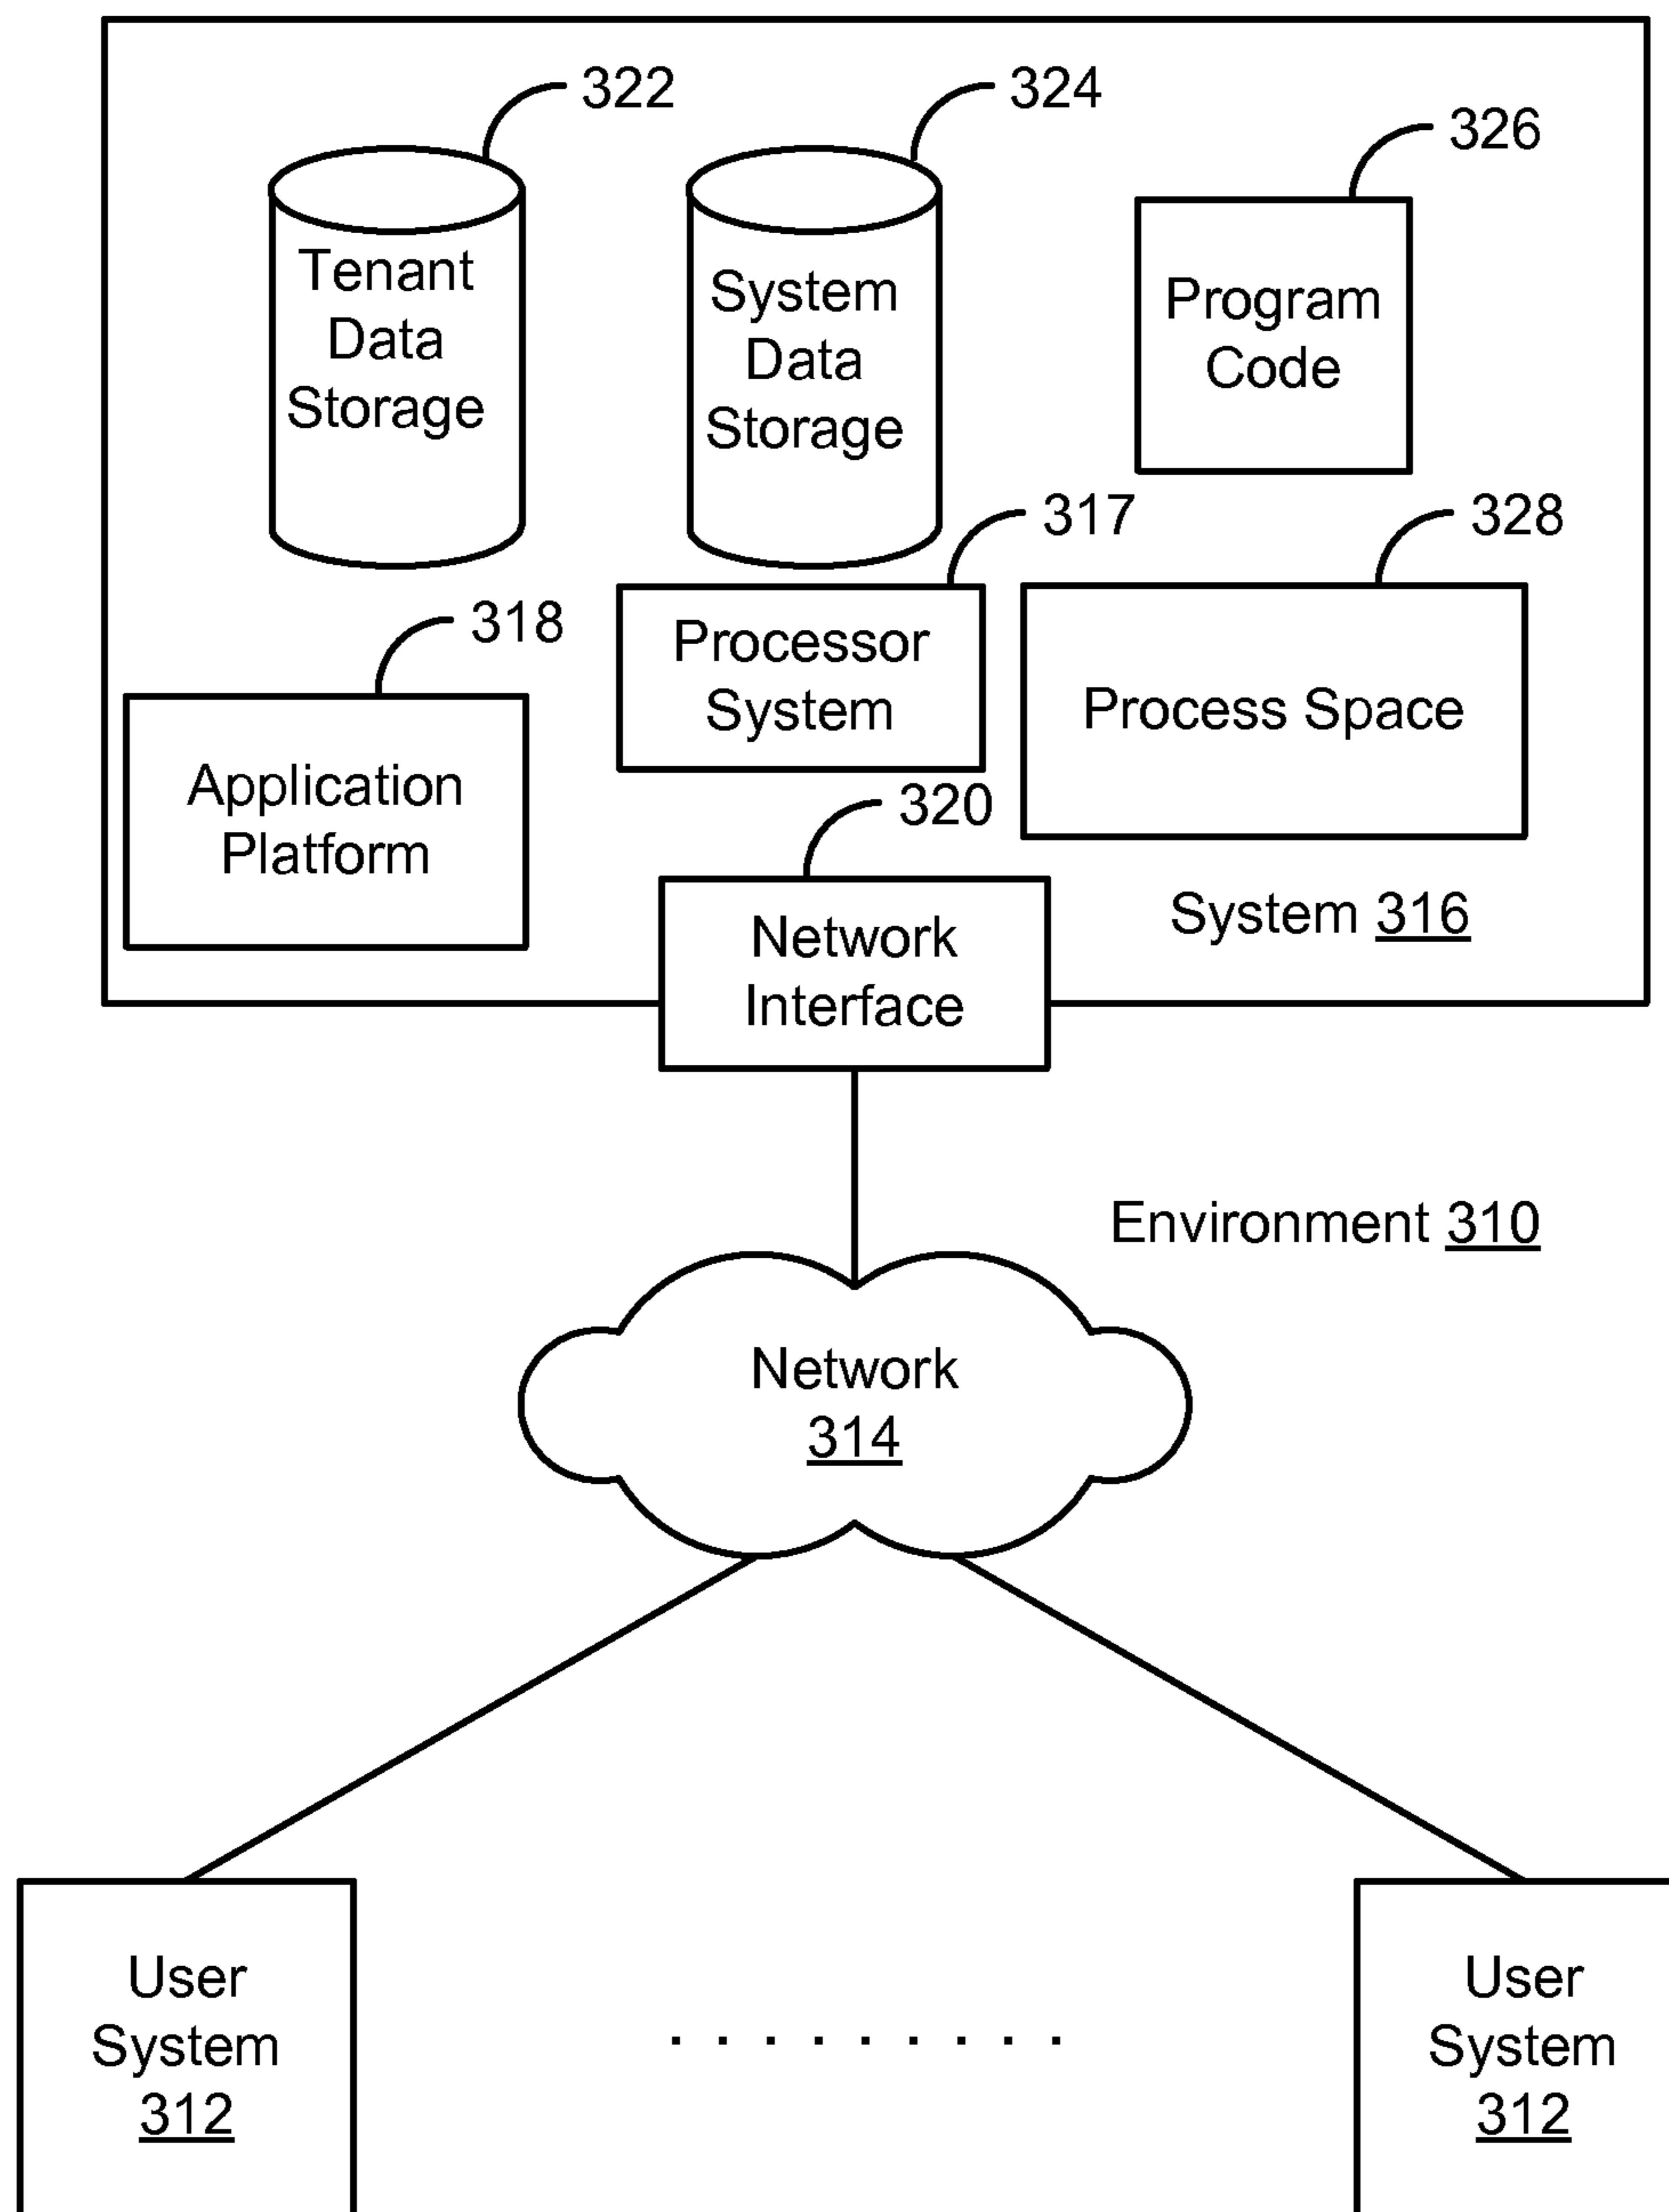 322
324
326
Tenant
Data
Storage
System
Data
Storage
Program
Code
317
328
318
Processor
System
Process Space
Application
Platform
320
Network
Interface
System 316
Environment 310
Network
314
User
System
312
. . . . . . . . .
User
System
312